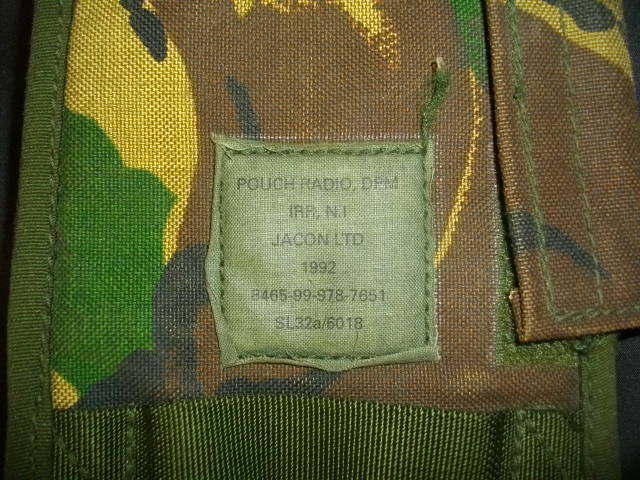 POUCH RADIO, DPM
IRR, N.I
JACON LTD
1992
8465-99-978-7651
SL32a/6018